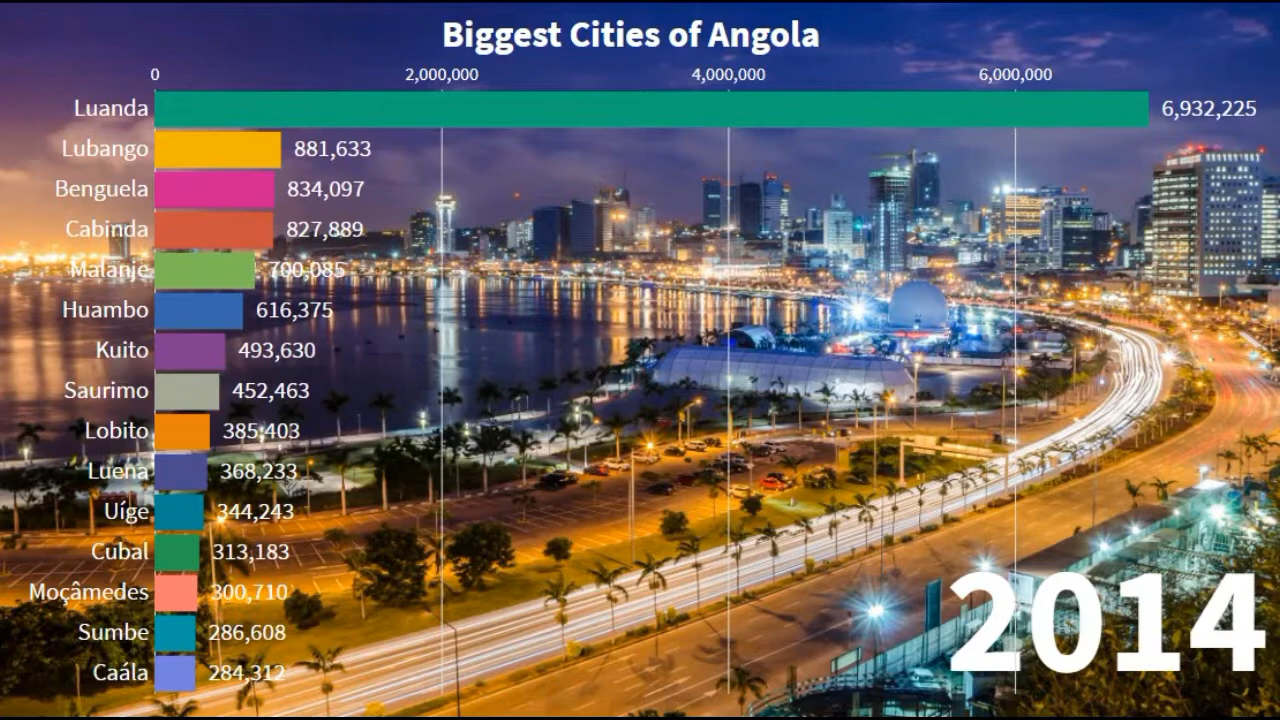 Biggest Cities of Angola
0 2,000,000 4,000,000 6,000,000
Luanda 6,932,225
Lubango 881,633
Benguela 834,097
Cabinda 827,889
Malanje 700,085
Huambo 616,375
Kuito 493,630
Saurimo 452,463
Lobito 385,403
Luena 368,233
Uíge 344,243
Cubal 313,183
Moçâmedes 300,710
Sumbe 286,608
Caála 284,312
2014